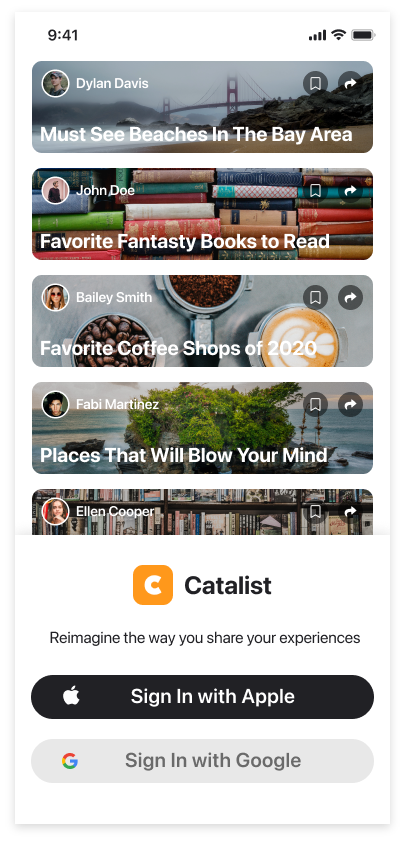 9:41
Dylan Davis
Must See Beaches In The Bay Area
John Doe
Favorite Fantasty Books to Read
Bailey Smith
Favorite Coffee Shops of 2020
Fabi Martinez
Places That Will Blow Your Mind
Ellen Cooper
Catalist
Reimagine the way you share your experiences
Sign In with Apple
Sign In with Google